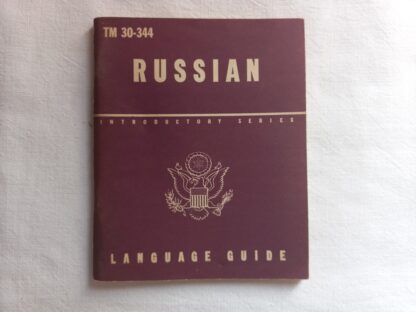 TM 30-344
RUSSIAN
INTRODUCTORY SERIES
LANGUAGE GUIDE